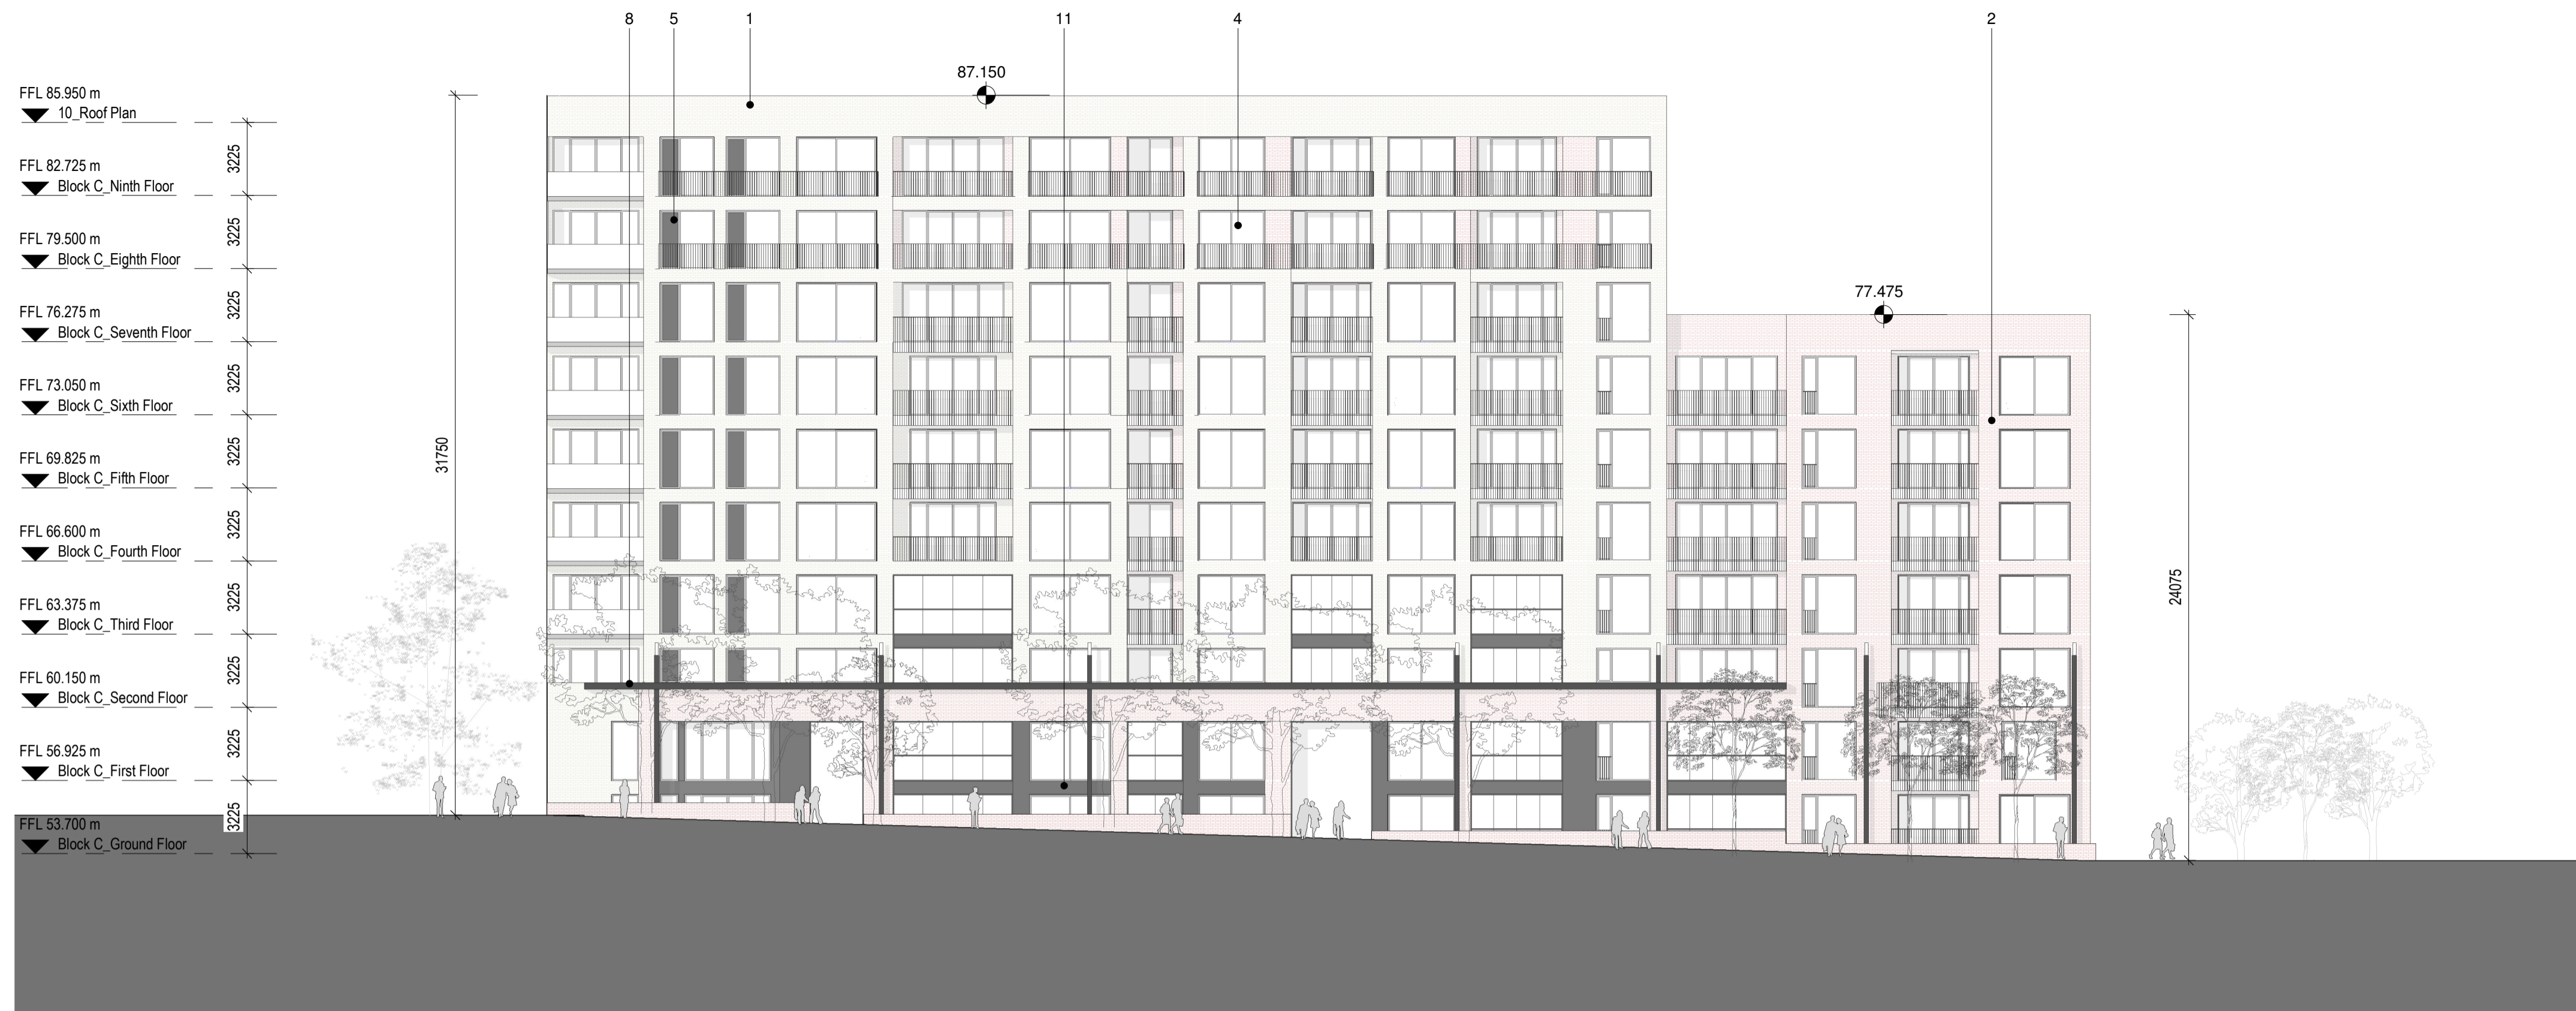 8 5 1 11 4 2
87.150
FFL 85.950 m
10_Roof Plan
3225
FFL 82.725 m
Block C_Ninth Floor
3225
FFL 79.500 m
Block C_Eighth Floor
3225
FFL 76.275 m
Block C_Seventh Floor
77.475
3225
FFL 73.050 m
Block C_Sixth Floor
3225
31750
FFL 69.825 m
Block C_Fifth Floor
3225
FFL 66.600 m
Block C_Fourth Floor
3225
24075
FFL 63.375 m
Block C_Third Floor
3225
FFL 60.150 m
Block C_Second Floor
3225
FFL 56.925 m
Block C_First Floor
3225
FFL 53.700 m
Block C_Ground Floor